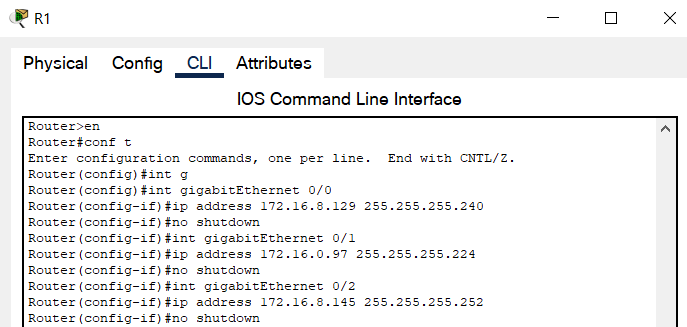 R1
Physical Config CLI Attributes
IOS Command Line Interface
Router>en
Router#conf t
Enter configuration commands, one per line.  End with CNTL/Z.
Router(config)#int g
Router(config)#int gigabitEthernet 0/0
Router(config-if)#ip address 172.16.8.129 255.255.255.240
Router(config-if)#no shutdown
Router(config-if)#int gigabitEthernet 0/1
Router(config-if)#ip address 172.16.0.97 255.255.255.224
Router(config-if)#no shutdown
Router(config-if)#int gigabitEthernet 0/2
Router(config-if)#ip address 172.16.8.145 255.255.255.252
Router(config-if)#no shutdown